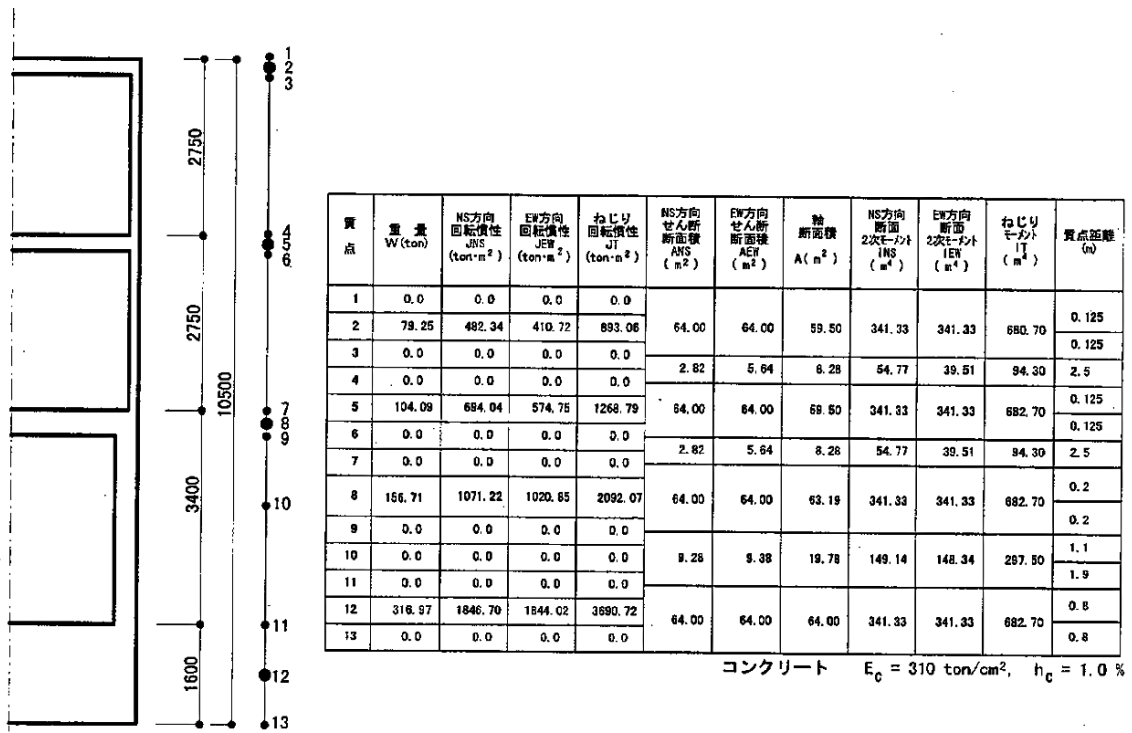 1
2
3
4
5
6
7
8
9
10
11
12
13
2750
2750
3400
1600
10500
質点 重量 W(ton) NS方向回転慣性 JNS (ton·m²) EW方向回転慣性 JEW (ton·m²) ねじり回転慣性 JT (ton·m²) NS方向せん断断面積 ANS (m²) EW方向せん断断面積 AEW (m²) 軸断面積 A(m²) NS方向断面2次モーメント INS (m⁴) EW方向断面2次モーメント IEW (m⁴) ねじりモーメント IT (m⁴) 質点距離 (m)
1 0.0 0.0 0.0 0.0
2 79.25 482.34 410.72 893.06 64.00 64.00 59.50 341.33 341.33 680.70 0.125
0.125
3 0.0 0.0 0.0 0.0
2.82 5.64 8.28 54.77 39.51 94.30 2.5
4 0.0 0.0 0.0 0.0
5 104.09 694.04 574.75 1268.79 64.00 64.00 59.50 341.33 341.33 682.70 0.125
0.125
6 0.0 0.0 0.0 0.0
2.82 5.64 8.28 54.77 39.51 94.30 2.5
7 0.0 0.0 0.0 0.0
8 156.71 1071.22 1020.85 2092.07 64.00 64.00 63.19 341.33 341.33 682.70 0.2
0.2
9 0.0 0.0 0.0 0.0
10 0.0 0.0 0.0 0.0 9.28 9.38 19.78 149.14 148.34 297.50 1.1
1.9
11 0.0 0.0 0.0 0.0
12 316.97 1846.70 1844.02 3690.72 64.00 64.00 64.00 341.33 341.33 682.70 0.8
0.8
13 0.0 0.0 0.0 0.0
コンクリート E_c = 310 ton/cm², h_c = 1.0 %